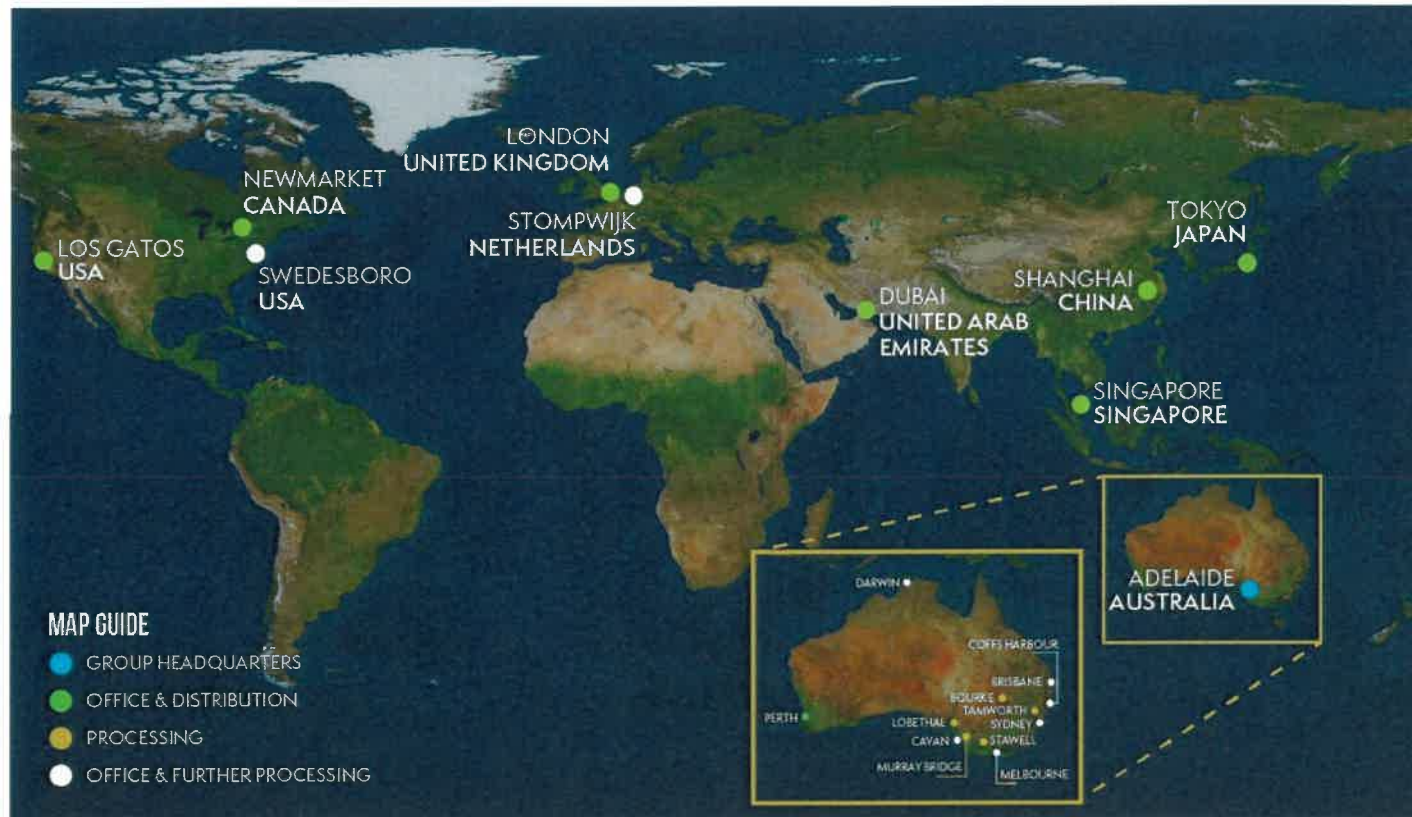 LONDON
UNITED KINGDOM
NEWMARKET
CANADA
STOMPWIJK
NETHERLANDS
TOKYO
JAPAN
LOS GATOS
USA
SWEDESBORO
USA
DUBAI
UNITED ARAB
EMIRATES
SHANGHAI
CHINA
SINGAPORE
SINGAPORE
ADELAIDE
AUSTRALIA
DARWIN
COFFS HARBOUR
BRISBANE
BOURKE
TAMWORTH
PERTH
LOBETHAL
SYDNEY
CAVAN
STAWELL
MURRAY BRIDGE
MELBOURNE
MAP GUIDE
GROUP HEADQUARTERS
OFFICE & DISTRIBUTION
PROCESSING
OFFICE & FURTHER PROCESSING